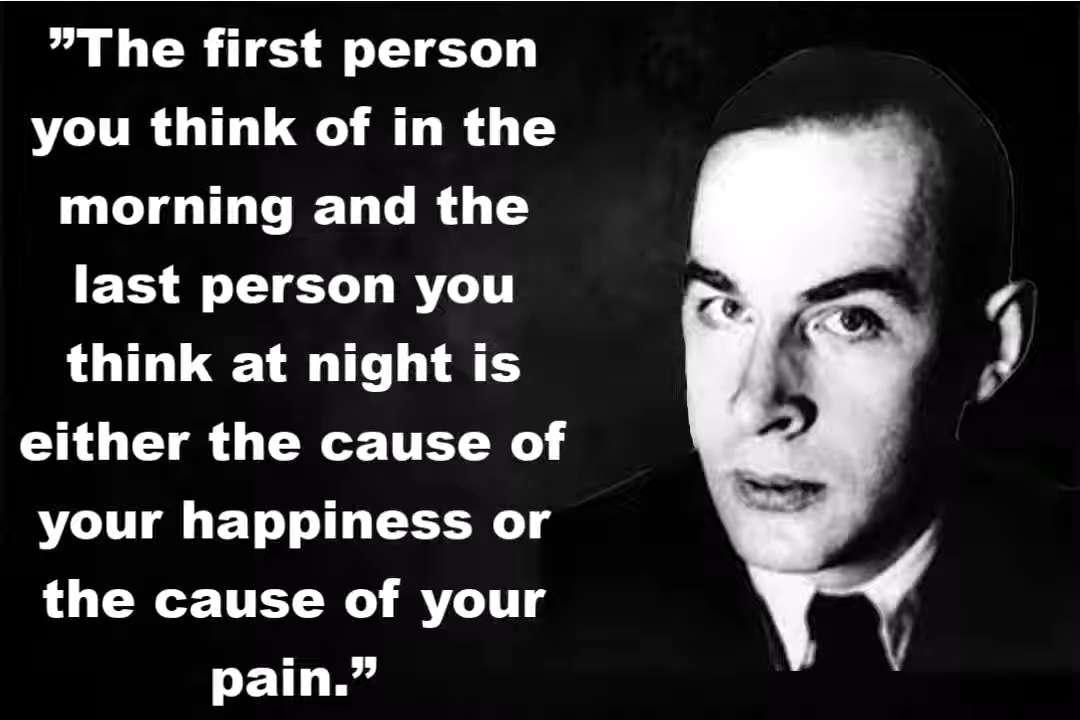 ”The first person
you think of in the
morning and the
last person you
think at night is
either the cause of
your happiness or
the cause of your
pain.”